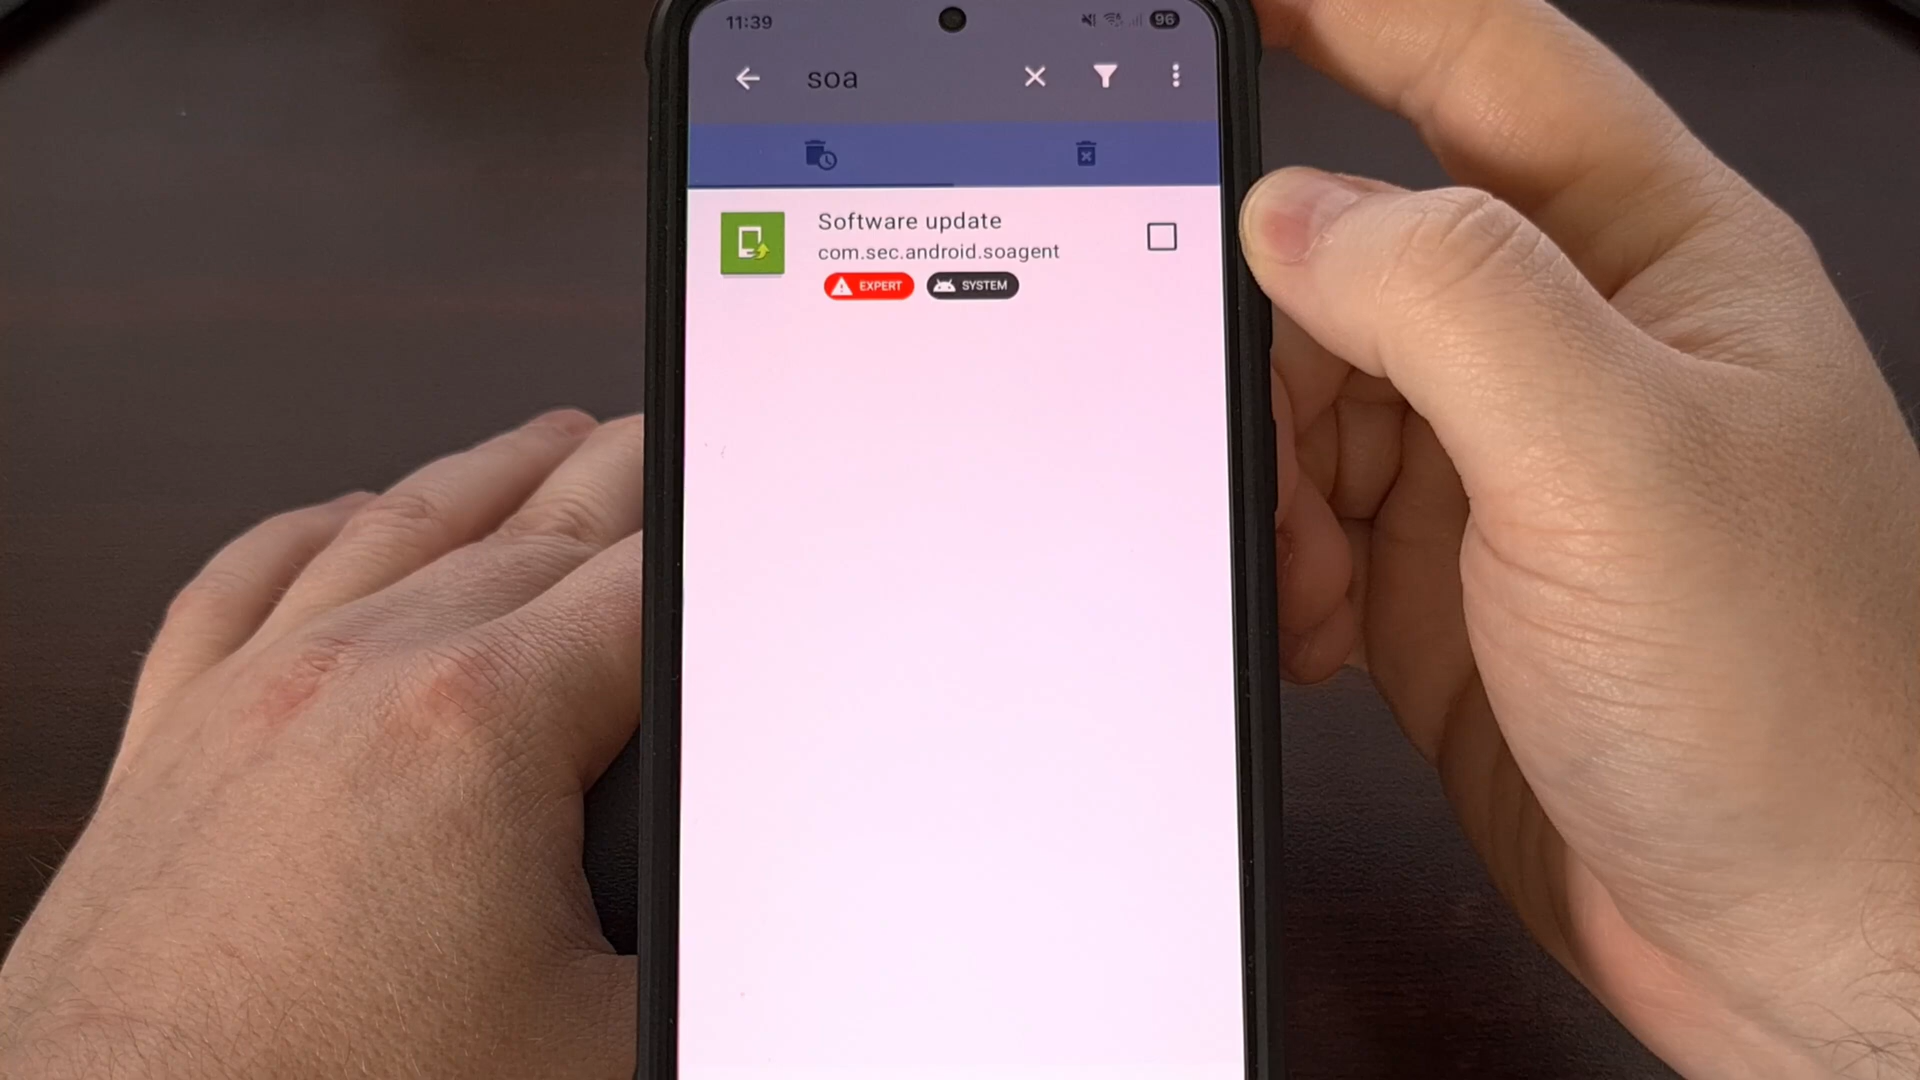 11:39 96
soa
Software update
com.sec.android.soagent
EXPERT SYSTEM